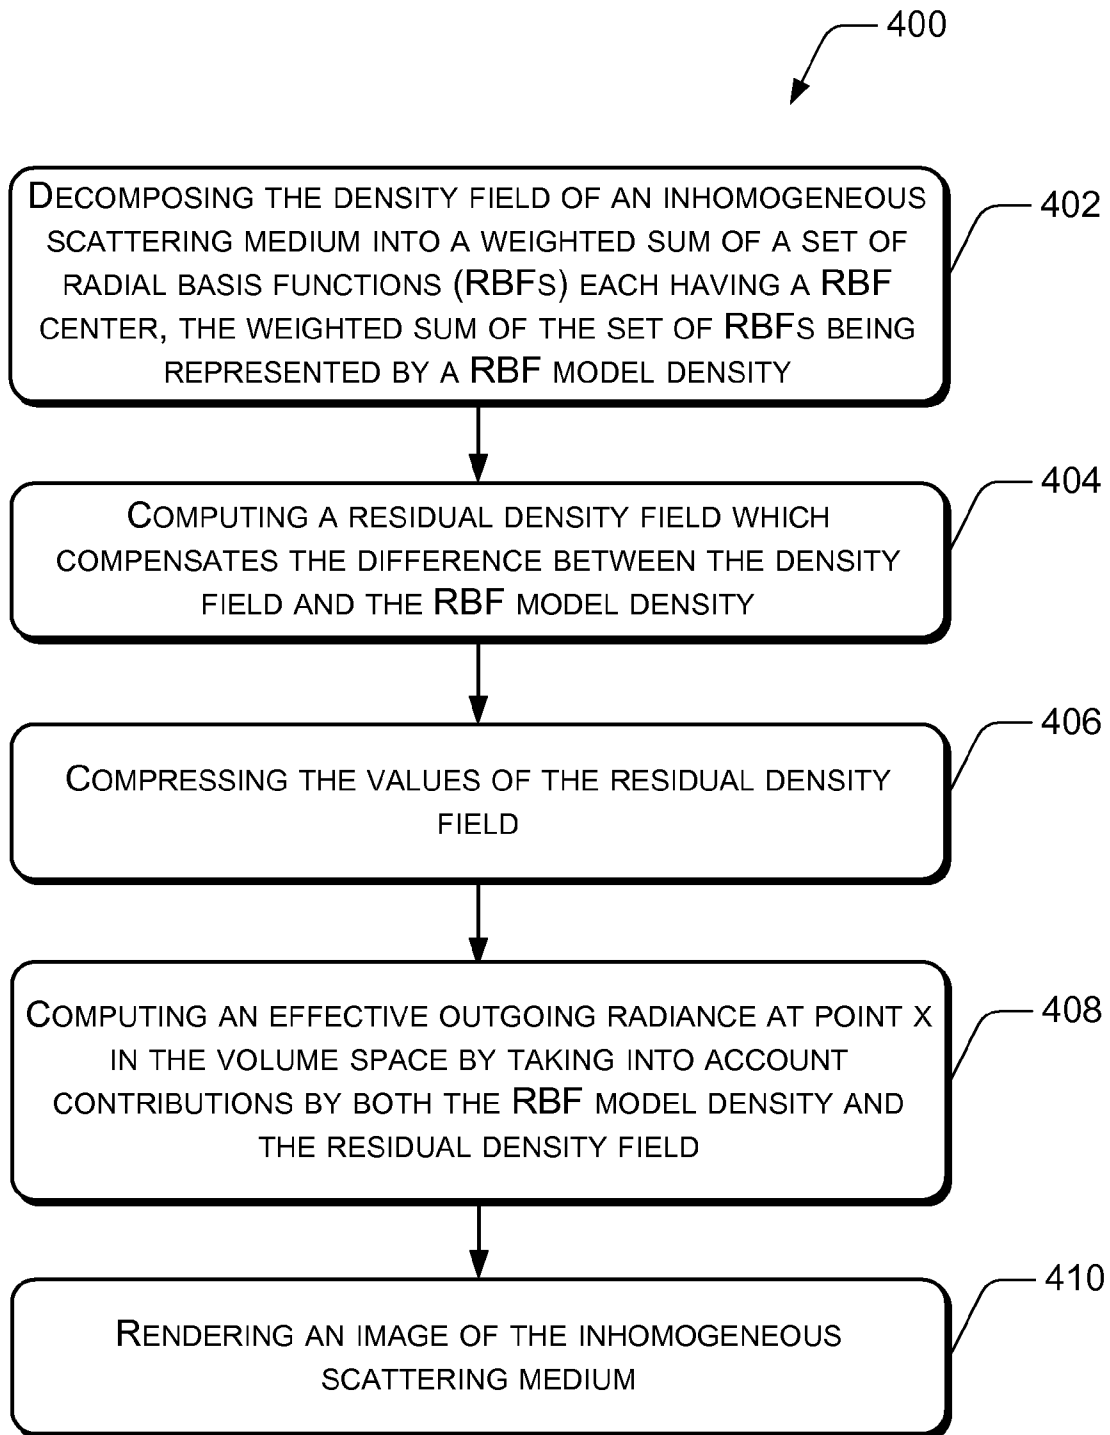 400
DECOMPOSING THE DENSITY FIELD OF AN INHOMOGENEOUS
SCATTERING MEDIUM INTO A WEIGHTED SUM OF A SET OF
RADIAL BASIS FUNCTIONS (RBFS) EACH HAVING A RBF
CENTER, THE WEIGHTED SUM OF THE SET OF RBFS BEING
REPRESENTED BY A RBF MODEL DENSITY
402
COMPUTING A RESIDUAL DENSITY FIELD WHICH
COMPENSATES THE DIFFERENCE BETWEEN THE DENSITY
FIELD AND THE RBF MODEL DENSITY
404
COMPRESSING THE VALUES OF THE RESIDUAL DENSITY
FIELD
406
COMPUTING AN EFFECTIVE OUTGOING RADIANCE AT POINT X
IN THE VOLUME SPACE BY TAKING INTO ACCOUNT
CONTRIBUTIONS BY BOTH THE RBF MODEL DENSITY AND
THE RESIDUAL DENSITY FIELD
408
RENDERING AN IMAGE OF THE INHOMOGENEOUS
SCATTERING MEDIUM
410